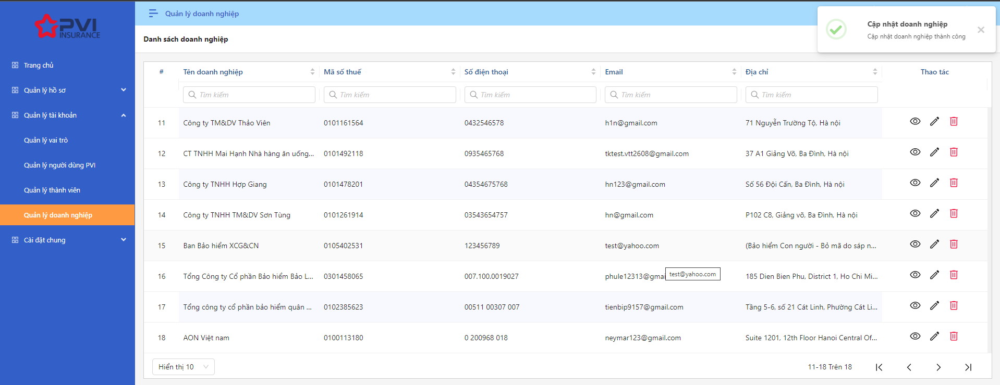 PVI
INSURANCE
Trang chủ
Quản lý hồ sơ
Quản lý tài khoản
Quản lý vai trò
Quản lý người dùng PVI
Quản lý thành viên
Quản lý doanh nghiệp
Cài đặt chung
Quản lý doanh nghiệp
Cập nhật doanh nghiệp
Cập nhật doanh nghiệp thành công
Danh sách doanh nghiệp
# Tên doanh nghiệp Mã số thuế Số điện thoại Email Địa chỉ Thao tác
Tìm kiếm Tìm kiếm Tìm kiếm Tìm kiếm Tìm kiếm
11 Công ty TM&DV Thảo Viên 0101161564 0432546578 h1n@gmail.com 71 Nguyễn Trường Tộ, Hà nội
12 CT TNHH Mai Hạnh Nhà hàng ăn uống... 0101492118 0935465768 tktest.vtt2608@gmail.com 37 A1 Giảng Võ, Ba Đình, Hà nội
13 Công ty TNHH Hợp Giang 0101478201 04354675768 hn123@gmail.com Số 56 Đội Cấn, Ba Đình, Hà nội
14 Công ty TNHH TM&DV Sơn Tùng 0101261914 03543654757 hn@gmail.com P102 C8, Giảng võ, Ba Đình, Hà nội
15 Ban Bảo hiểm XCG&CN 0105402531 123456789 test@yahoo.com (Bảo hiểm Con người - Bỏ mã do sáp n...
16 Tổng Công ty Cổ phần Bảo hiểm Bảo L... 0301458065 007.100.0019027 phule12313@gmai test@yahoo.com 185 Dien Bien Phu, District 1, Ho Chi Mi...
17 Tổng công ty cổ phần bảo hiểm quân ... 0102385623 00511 00307 007 tienbip9157@gmail.com Tầng 5-6, số 21 Cát Linh, Phường Cát Li...
18 AON Việt nam 0100113180 0 200968 018 neymar123@gmail.com Suite 1201, 12th Floor Hanoi Central Of...
Hiển thị 10 11-18 Trên 18